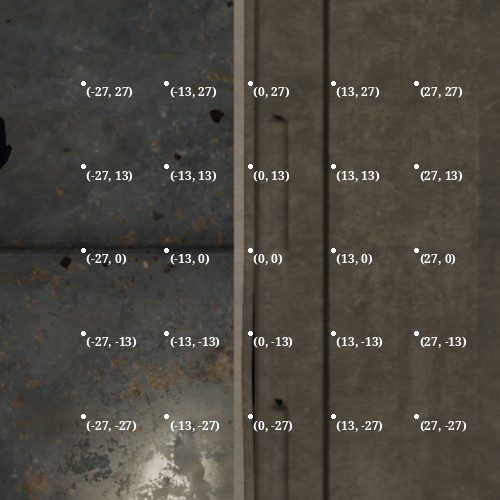 (-27, 27) (-13, 27) (0, 27) (13, 27) (27, 27)
(-27, 13) (-13, 13) (0, 13) (13, 13) (27, 13)
(-27, 0) (-13, 0) (0, 0) (13, 0) (27, 0)
(-27, -13) (-13, -13) (0, -13) (13, -13) (27, -13)
(-27, -27) (-13, -27) (0, -27) (13, -27) (27, -27)